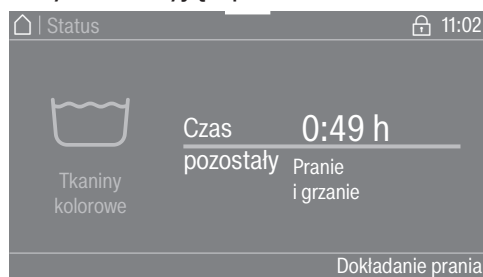 | Status 11:02
Czas 0:49 h
pozostały Pranie
i grzanie
Tkaniny
kolorowe
Dokładanie prania